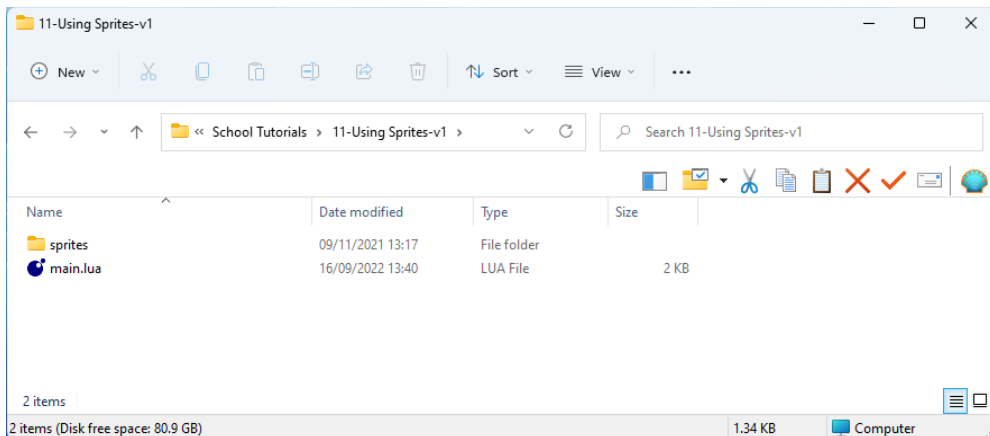 11-Using Sprites-v1
New Sort View ...
« School Tutorials > 11-Using Sprites-v1 > Search 11-Using Sprites-v1
Name Date modified Type Size
sprites 09/11/2021 13:17 File folder
main.lua 16/09/2022 13:40 LUA File 2 KB
2 items
2 items (Disk free space: 80.9 GB) 1.34 KB Computer